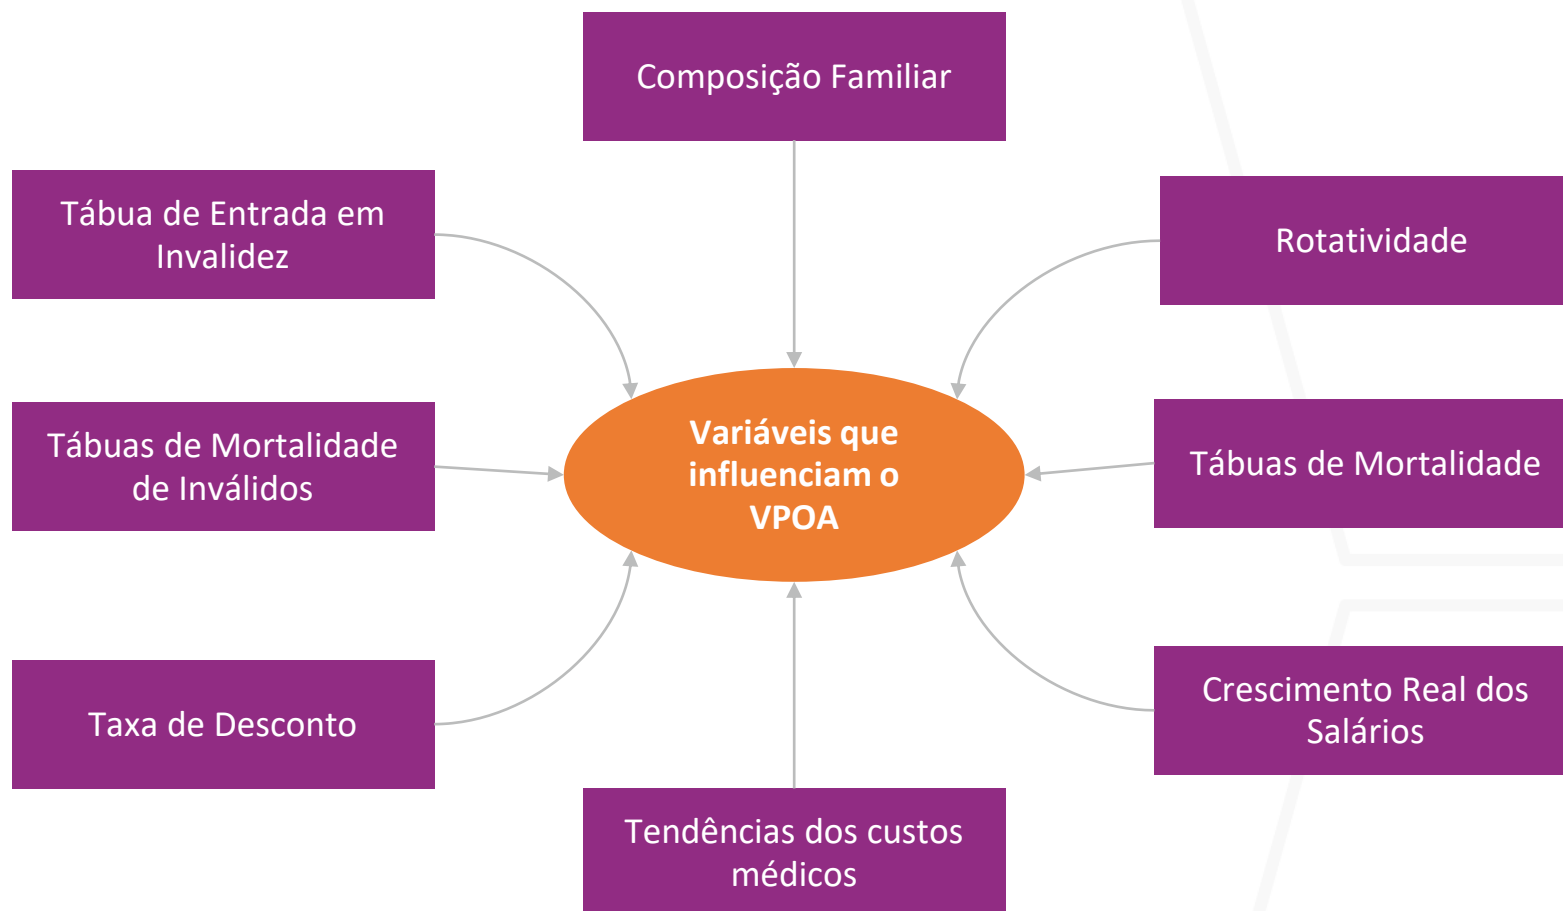 Composição Familiar
Tábua de Entrada em
Invalidez
Rotatividade
Tábuas de Mortalidade
de Inválidos
Variáveis que
influenciam o
VPOA
Tábuas de Mortalidade
Taxa de Desconto
Crescimento Real dos
Salários
Tendências dos custos
médicos